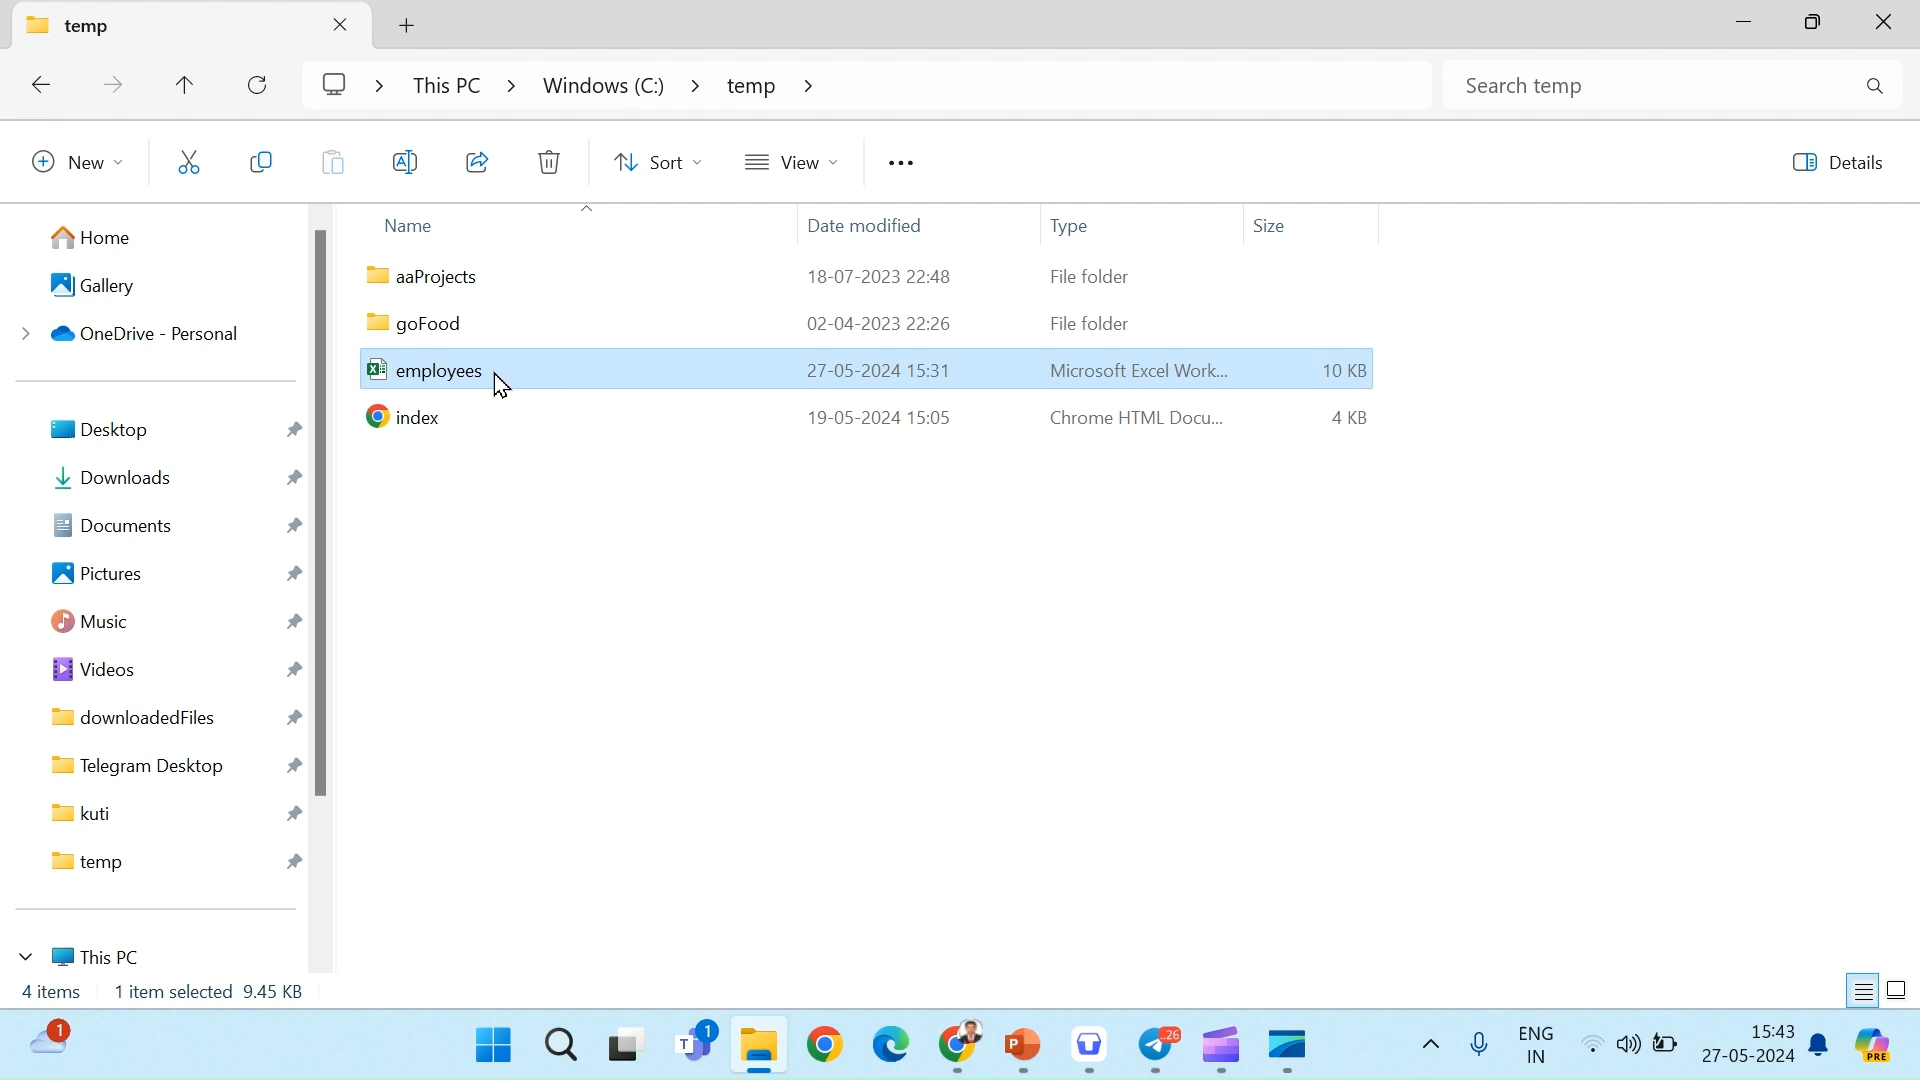 temp
This PC
Windows (C:)
temp
Search temp
New
Sort
View
Details
Home
Gallery
OneDrive - Personal
Desktop
Downloads
Documents
Pictures
Music
Videos
downloadedFiles
Telegram Desktop
kuti
temp
This PC
Name Date modified Type Size
aaProjects 18-07-2023 22:48 File folder
goFood 02-04-2023 22:26 File folder
employees 27-05-2024 15:31 Microsoft Excel Work... 10 KB
index 19-05-2024 15:05 Chrome HTML Docu... 4 KB
4 items 1 item selected 9.45 KB
1
T
1
P
.26
ENG
IN
15:43
27-05-2024
PRE